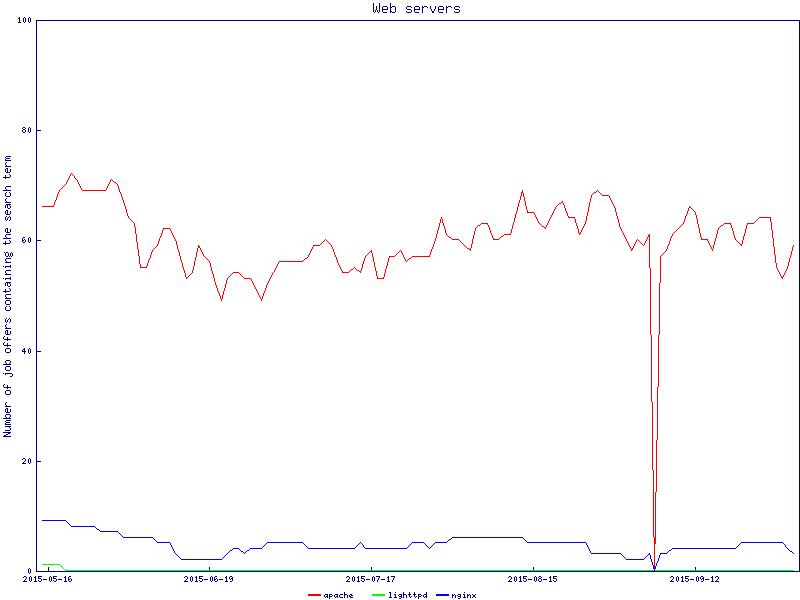 Web servers
Number of job offers containing the search term
100
80
60
40
20
0
2015-05-16 2015-06-19 2015-07-17 2015-08-15 2015-09-12
apache lighttpd nginx